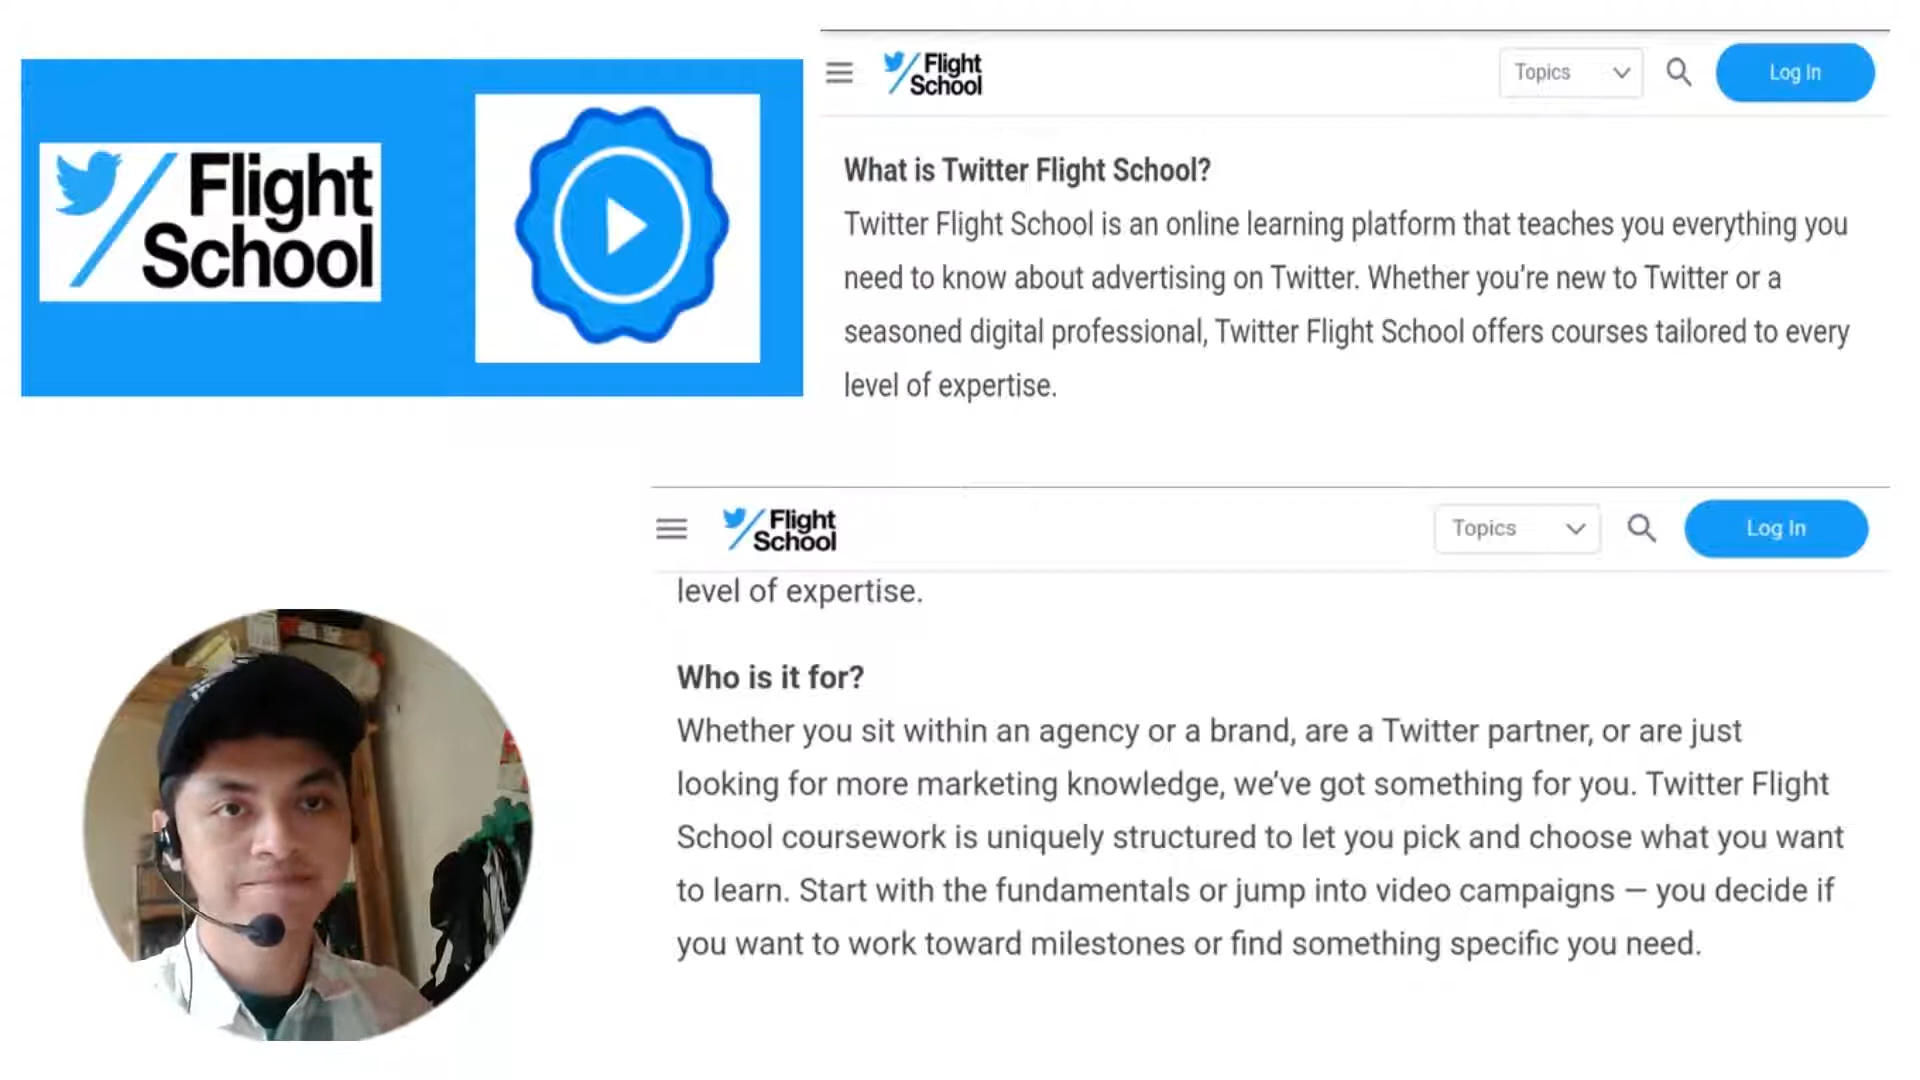 Flight
School
Flight
School
Topics
Log In
What is Twitter Flight School?
Twitter Flight School is an online learning platform that teaches you everything you
need to know about advertising on Twitter. Whether you're new to Twitter or a
seasoned digital professional, Twitter Flight School offers courses tailored to every
level of expertise.
Flight
School
Topics
Log In
level of expertise.
Who is it for?
Whether you sit within an agency or a brand, are a Twitter partner, or are just
looking for more marketing knowledge, we've got something for you. Twitter Flight
School coursework is uniquely structured to let you pick and choose what you want
to learn. Start with the fundamentals or jump into video campaigns — you decide if
you want to work toward milestones or find something specific you need.